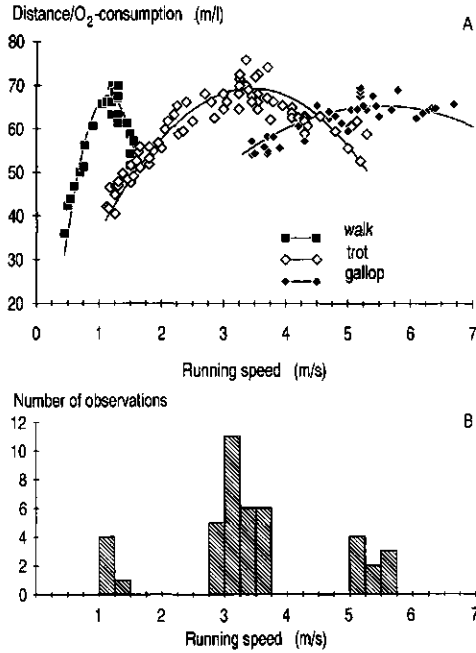 Distance/O₂-consumption (m/l)
A
80
70
60
50
40
30
20
walk
trot
gallop
0 1 2 3 4 5 6 7
Running speed (m/s)
Number of observations
B
12
10
8
6
4
2
0
1 2 3 4 5 6 7
Running speed (m/s)